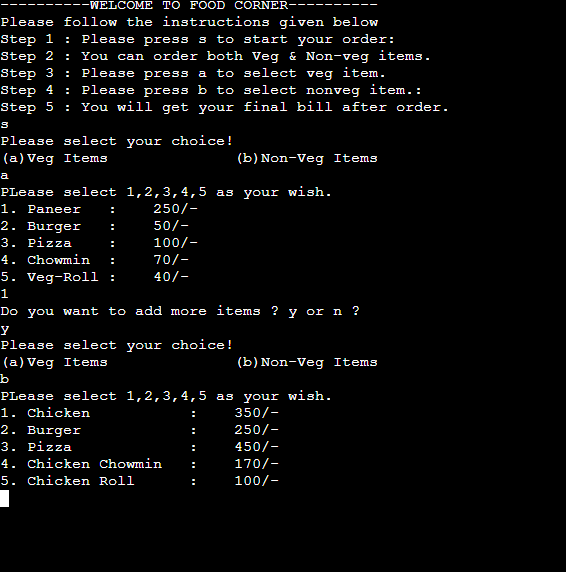 ----------WELCOME TO FOOD CORNER----------
Please follow the instructions given below
Step 1 : Please press s to start your order:
Step 2 : You can order both Veg & Non-veg items.
Step 3 : Please press a to select veg item.
Step 4 : Please press b to select nonveg item.:
Step 5 : You will get your final bill after order.
s
Please select your choice!
(a)Veg Items (b)Non-Veg Items
a
PLease select 1,2,3,4,5 as your wish.
1. Paneer : 250/-
2. Burger : 50/-
3. Pizza : 100/-
4. Chowmin : 70/-
5. Veg-Roll : 40/-
1
Do you want to add more items ? y or n ?
y
Please select your choice!
(a)Veg Items (b)Non-Veg Items
b
PLease select 1,2,3,4,5 as your wish.
1. Chicken : 350/-
2. Burger : 250/-
3. Pizza : 450/-
4. Chicken Chowmin : 170/-
5. Chicken Roll : 100/-